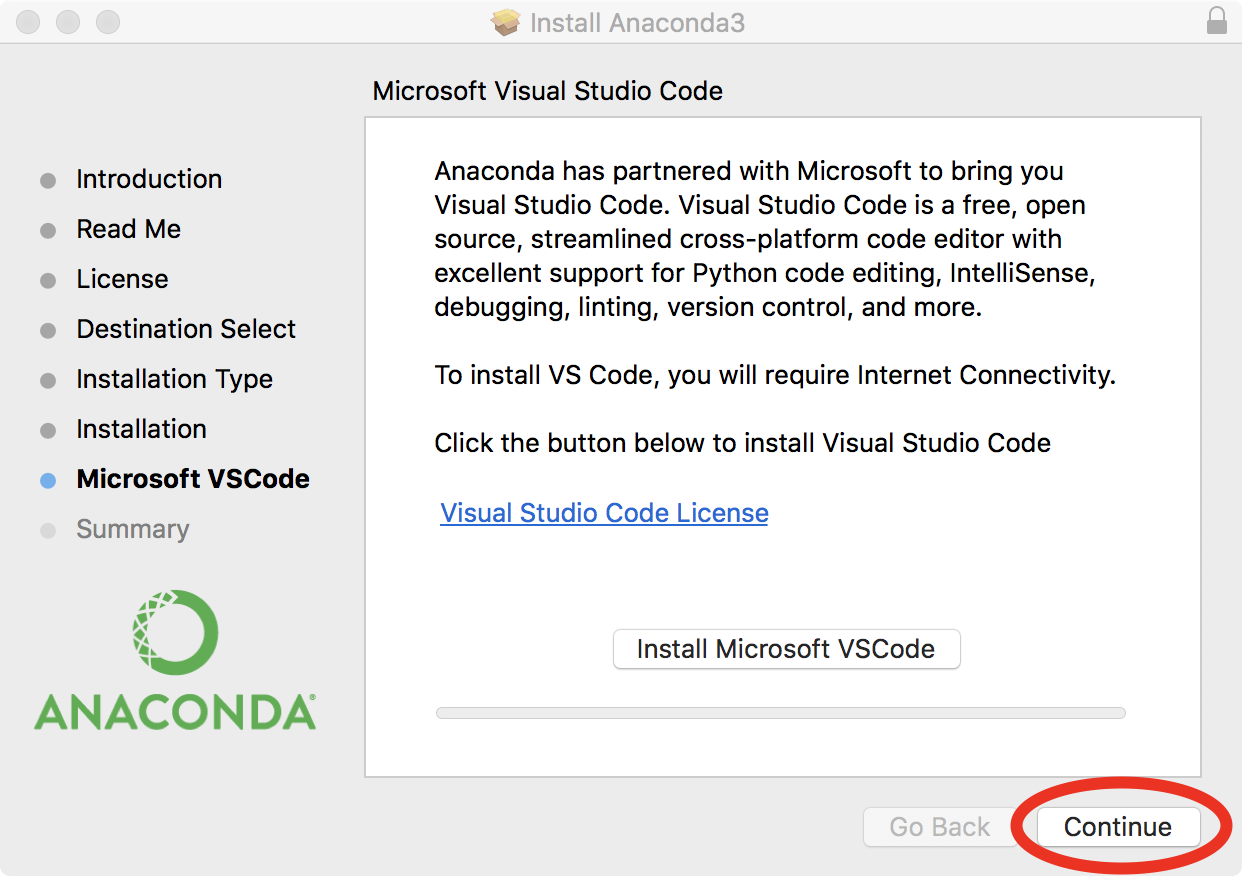 Install Anaconda3
Microsoft Visual Studio Code
Introduction
Read Me
License
Destination Select
Installation Type
Installation
Microsoft VSCode
Summary
ANACONDA®
Anaconda has partnered with Microsoft to bring you
Visual Studio Code. Visual Studio Code is a free, open
source, streamlined cross-platform code editor with
excellent support for Python code editing, IntelliSense,
debugging, linting, version control, and more.
To install VS Code, you will require Internet Connectivity.
Click the button below to install Visual Studio Code
Visual Studio Code License
Install Microsoft VSCode
Go Back
Continue